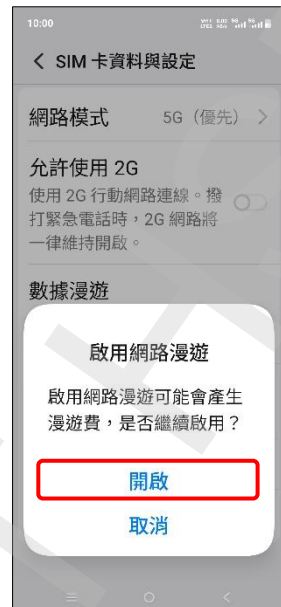 10:00
SIM 卡資料與設定
網路模式 5G（優先）
允許使用 2G
使用 2G 行動網路連線。撥
打緊急電話時，2G 網路將
一律維持開啟。
數據漫遊
啟用網路漫遊
啟用網路漫遊可能會產生
漫遊費，是否繼續啟用？
開啟
取消